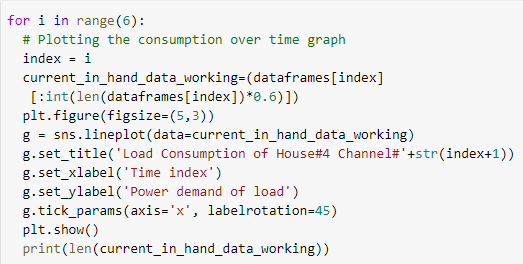 for i in range(6):
  # Plotting the consumption over time graph
  index = i
  current_in_hand_data_working=(dataframes[index]
   [:int(len(dataframes[index])*0.6)])
  plt.figure(figsize=(5,3))
  g = sns.lineplot(data=current_in_hand_data_working)
  g.set_title('Load Consumption of House#4 Channel#'+str(index+1))
  g.set_xlabel('Time index')
  g.set_ylabel('Power demand of load')
  g.tick_params(axis='x', labelrotation=45)
  plt.show()
  print(len(current_in_hand_data_working))